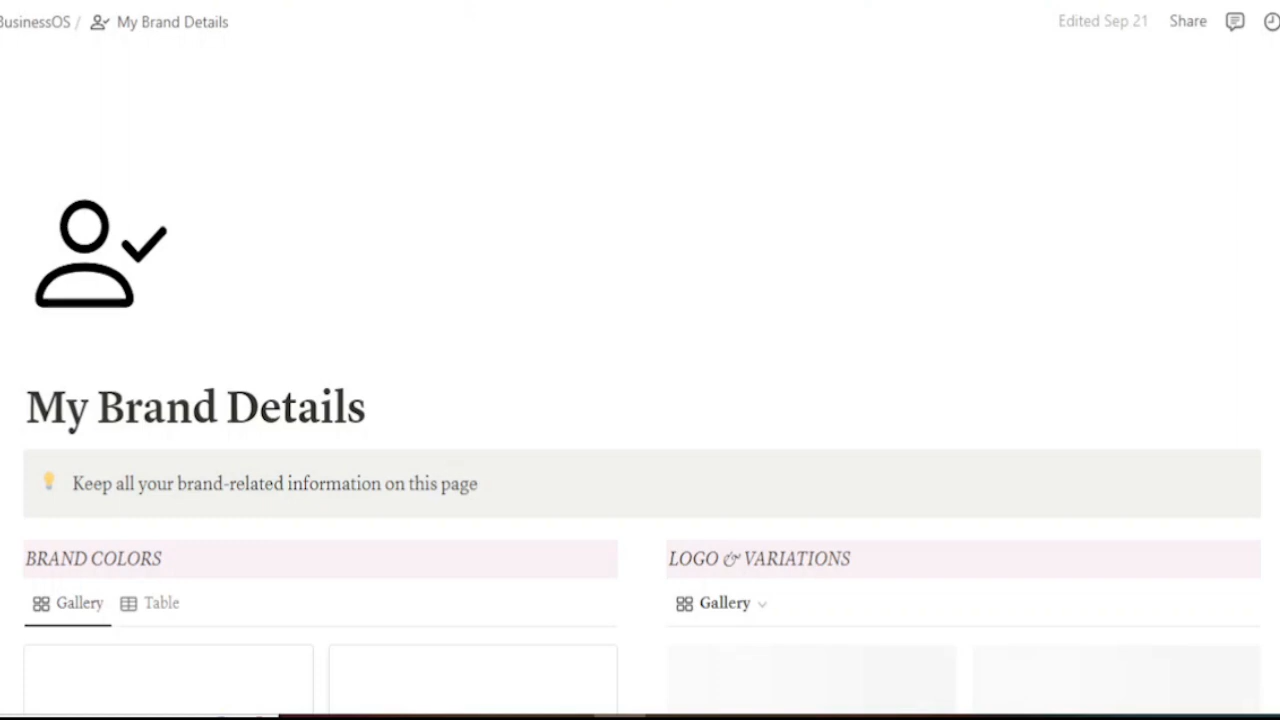 BusinessOS / My Brand Details
Edited Sep 21 Share
My Brand Details
Keep all your brand-related information on this page
BRAND COLORS
LOGO & VARIATIONS
Gallery Table
Gallery